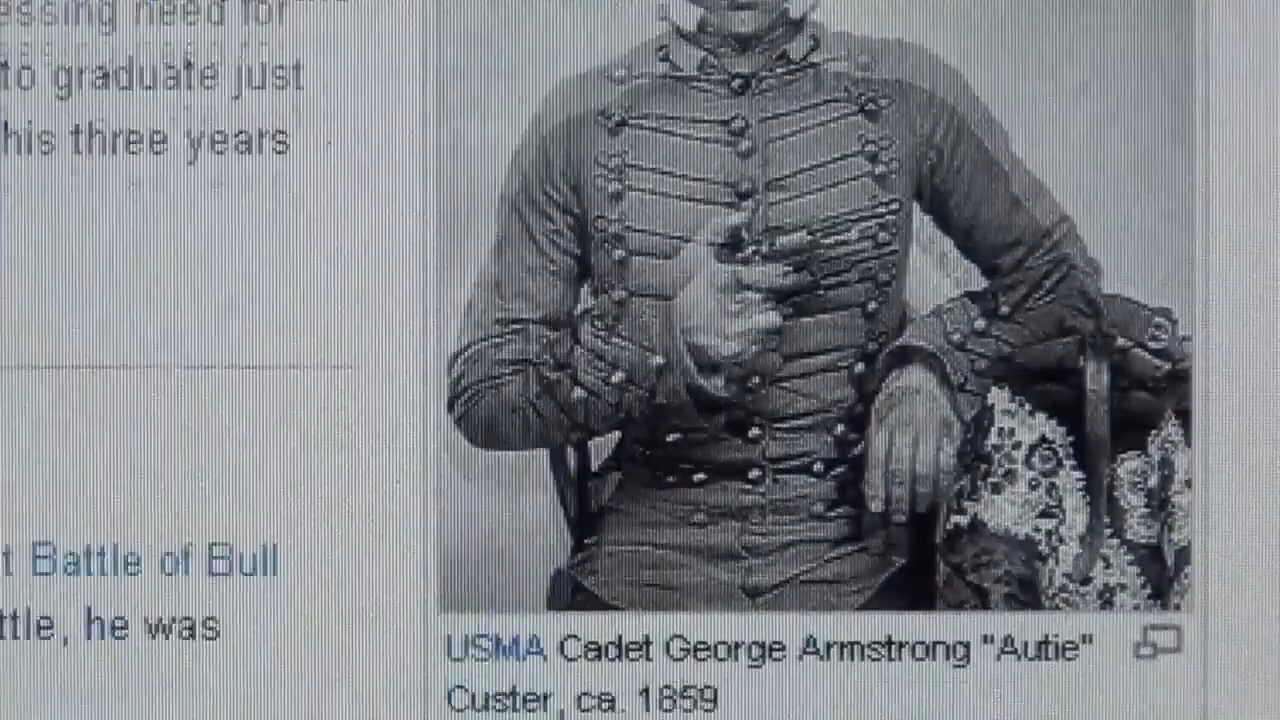 essing need for
to graduate just
his three years
t Battle of Bull
ttle, he was
USMA Cadet George Armstrong "Autie"
Custer, ca. 1859